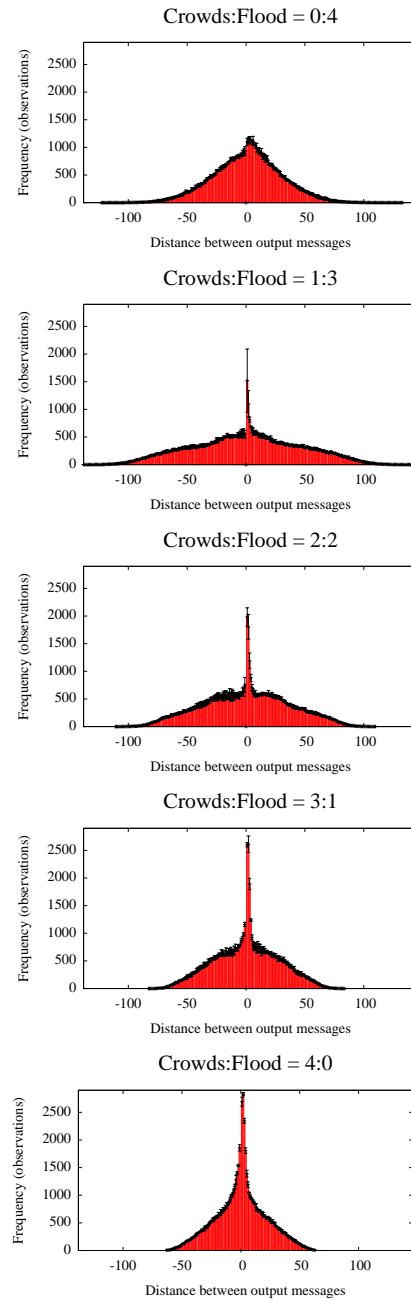 Crowds:Flood = 0:4
Frequency (observations)
2500
2000
1500
1000
500
0
-100 -50 0 50 100
Distance between output messages
Crowds:Flood = 1:3
Frequency (observations)
2500
2000
1500
1000
500
0
-100 -50 0 50 100
Distance between output messages
Crowds:Flood = 2:2
Frequency (observations)
2500
2000
1500
1000
500
0
-100 -50 0 50 100
Distance between output messages
Crowds:Flood = 3:1
Frequency (observations)
2500
2000
1500
1000
500
0
-100 -50 0 50 100
Distance between output messages
Crowds:Flood = 4:0
Frequency (observations)
2500
2000
1500
1000
500
0
-100 -50 0 50 100
Distance between output messages